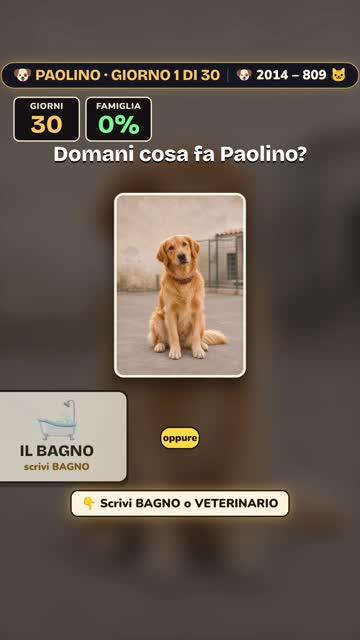 🐶 PAOLINO · GIORNO 1 DI 30 | 🐶 2014 – 809 🐱
GIORNI
30
FAMIGLIA
0%
Domani cosa fa Paolino?
IL BAGNO
scrivi BAGNO
oppure
👇 Scrivi BAGNO o VETERINARIO